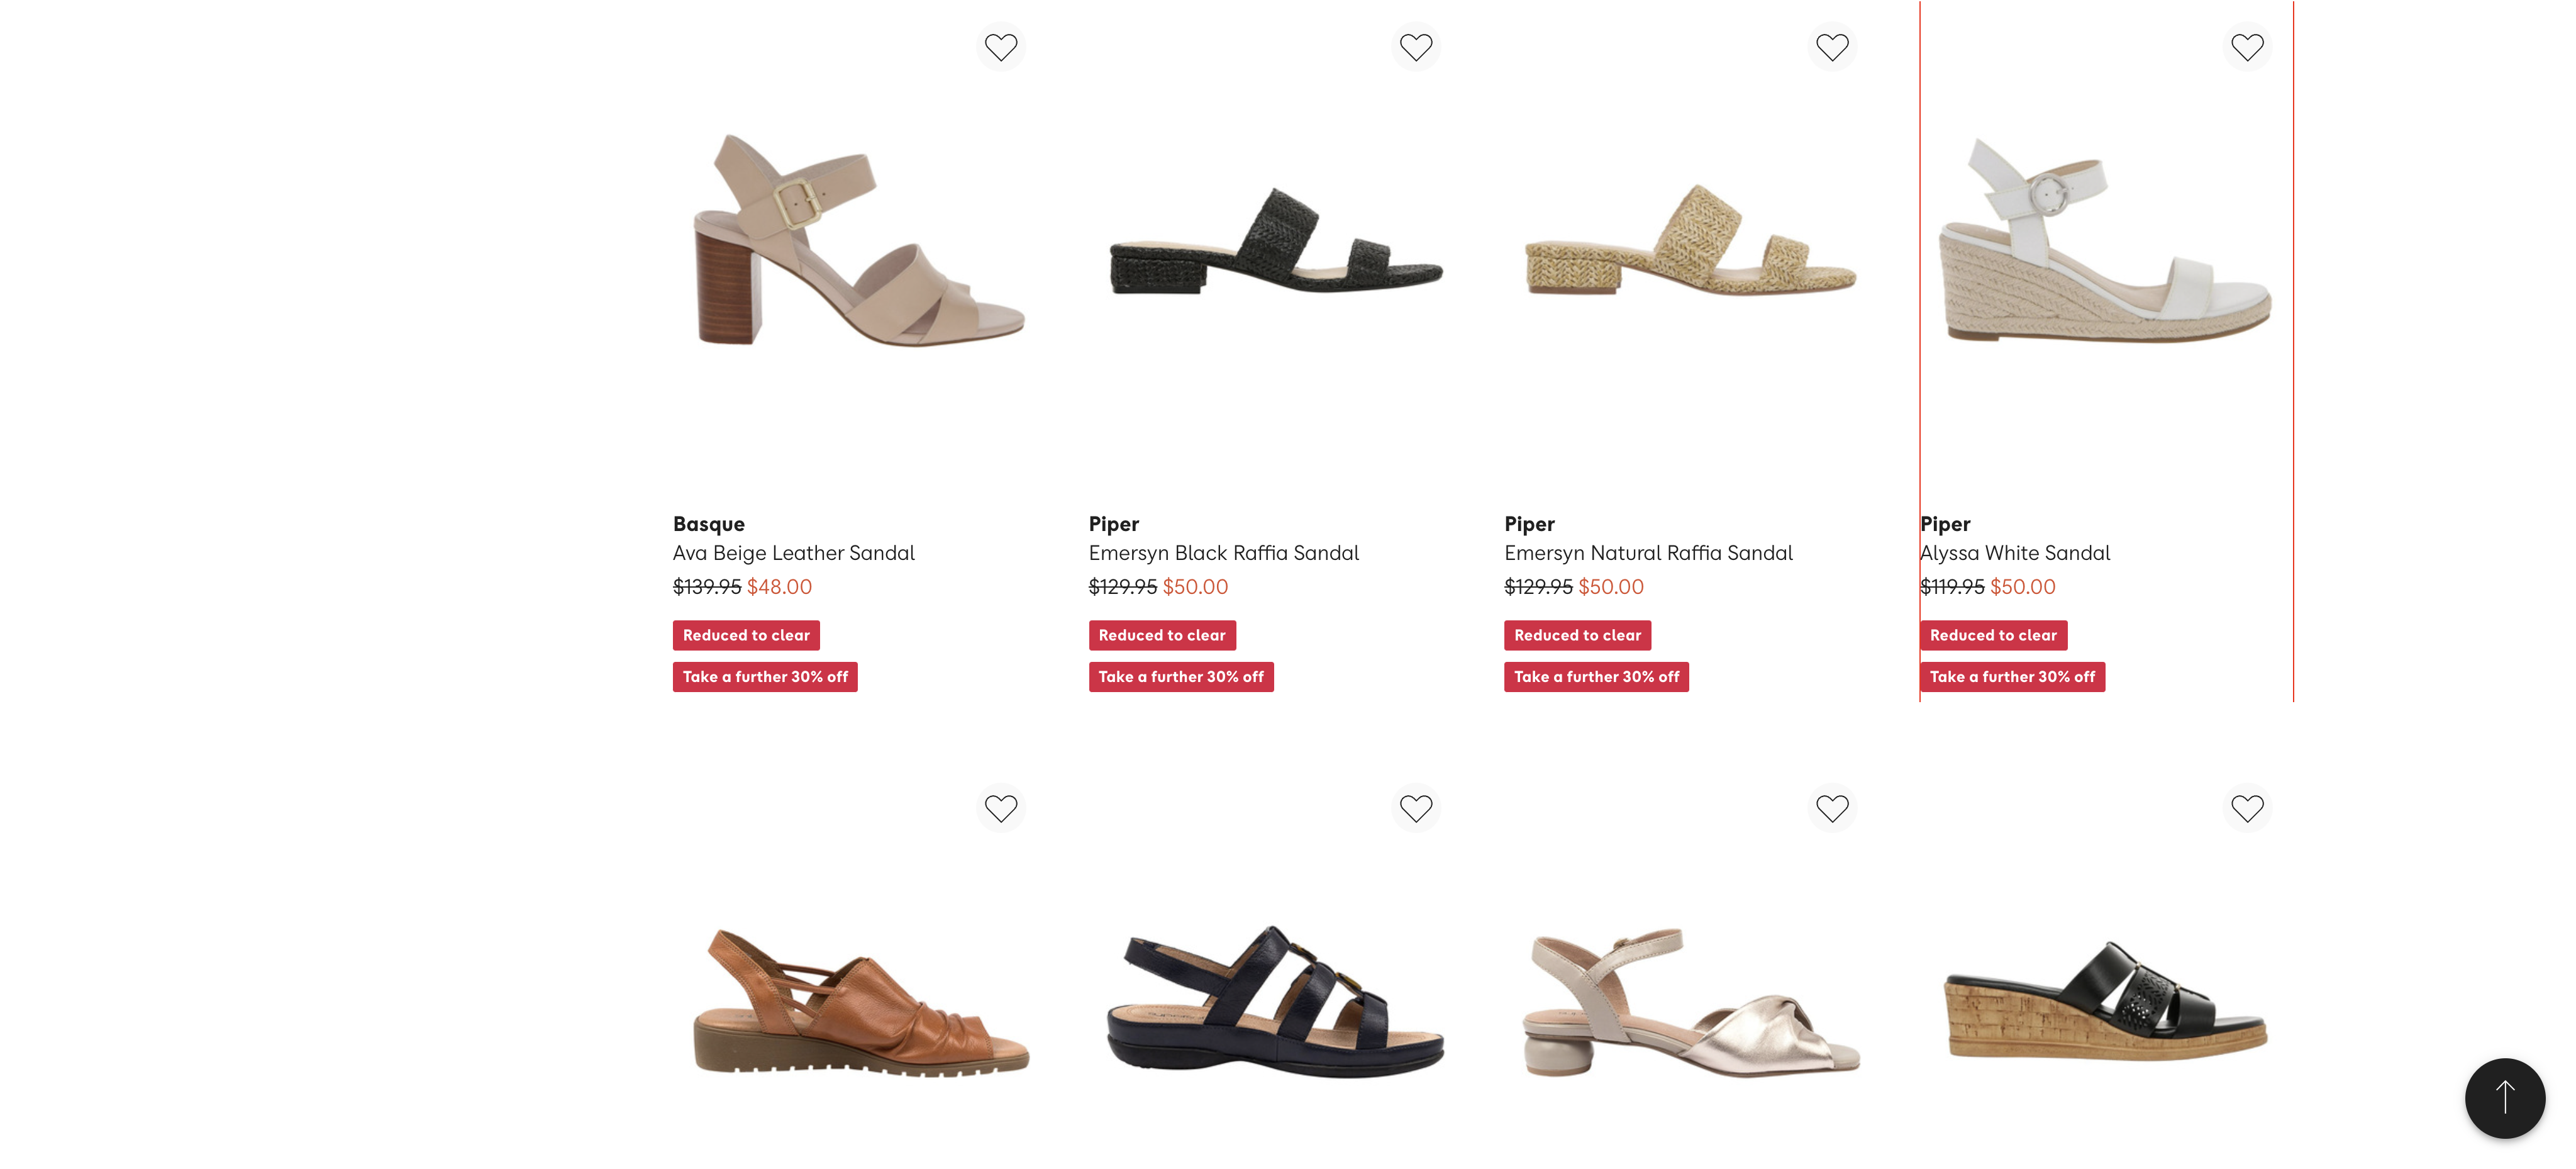 Basque
Ava Beige Leather Sandal
$139.95 $48.00
Reduced to clear
Take a further 30% off
Piper
Emersyn Black Raffia Sandal
$129.95 $50.00
Reduced to clear
Take a further 30% off
Piper
Emersyn Natural Raffia Sandal
$129.95 $50.00
Reduced to clear
Take a further 30% off
Piper
Alyssa White Sandal
$119.95 $50.00
Reduced to clear
Take a further 30% off